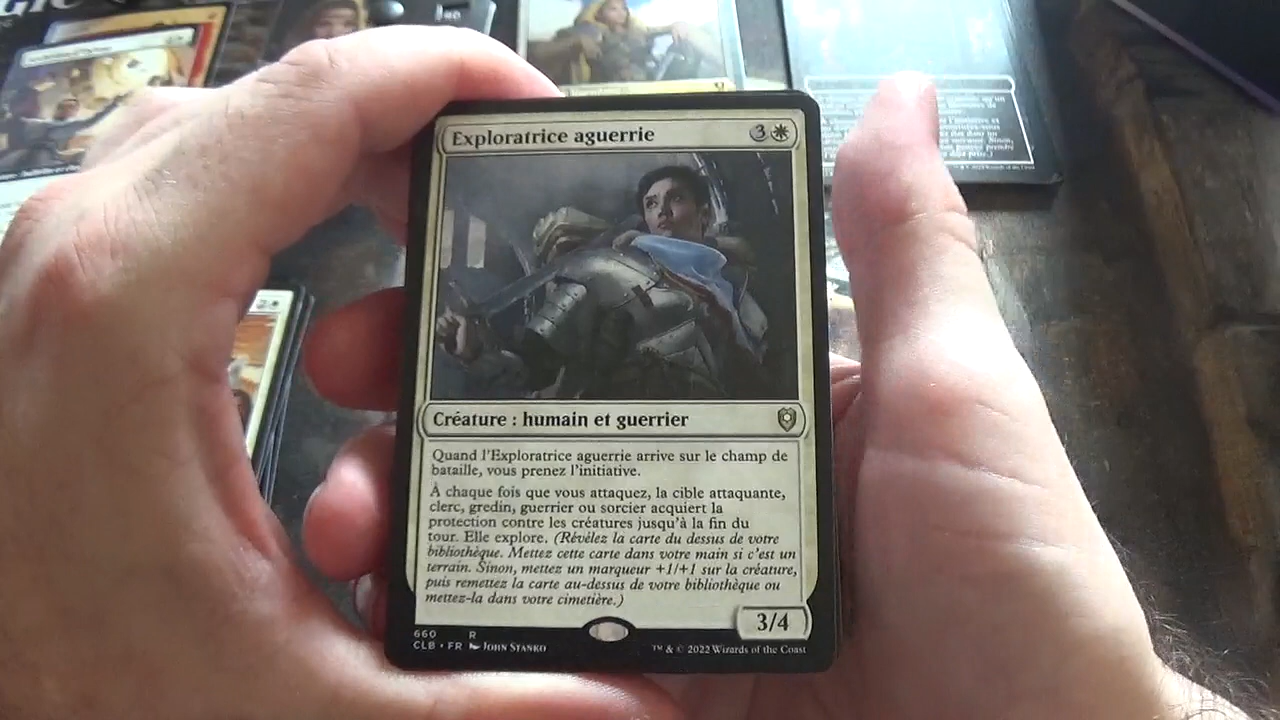 Exploratrice aguerrie 3
Créature : humain et guerrier
Quand l'Exploratrice aguerrie arrive sur le champ de
bataille, vous prenez l'initiative.
À chaque fois que vous attaquez, la cible attaquante,
clerc, gredin, guerrier ou sorcier acquiert la
protection contre les créatures jusqu'à la fin du
tour. Elle explore. (Révélez la carte du dessus de votre
bibliothèque. Mettez cette carte dans votre main si c'est un
terrain. Sinon, mettez un marqueur +1/+1 sur la créature,
puis remettez la carte au-dessus de votre bibliothèque ou
mettez-la dans votre cimetière.)
3/4
660 R
CLB • FR John Stanko
™ & © 2022 Wizards of the Coast